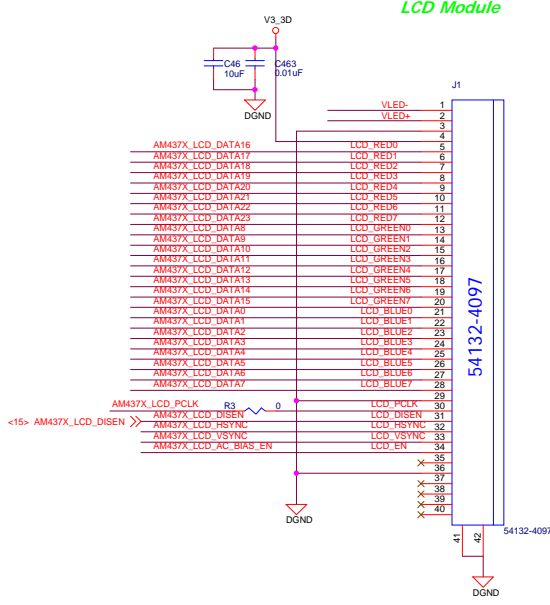 LCD Module
V3_3D
C46
10uF
C463
0.01uF
DGND
J1
VLED- 1
VLED+ 2
3
4
AM437X_LCD_DATA16 LCD_RED0 5
AM437X_LCD_DATA17 LCD_RED1 6
AM437X_LCD_DATA18 LCD_RED2 7
AM437X_LCD_DATA19 LCD_RED3 8
AM437X_LCD_DATA20 LCD_RED4 9
AM437X_LCD_DATA21 LCD_RED5 10
AM437X_LCD_DATA22 LCD_RED6 11
AM437X_LCD_DATA23 LCD_RED7 12
AM437X_LCD_DATA8 LCD_GREEN0 13
AM437X_LCD_DATA9 LCD_GREEN1 14
AM437X_LCD_DATA10 LCD_GREEN2 15
AM437X_LCD_DATA11 LCD_GREEN3 16
AM437X_LCD_DATA12 LCD_GREEN4 17
AM437X_LCD_DATA13 LCD_GREEN5 18
AM437X_LCD_DATA14 LCD_GREEN6 19
AM437X_LCD_DATA15 LCD_GREEN7 20
AM437X_LCD_DATA0 LCD_BLUE0 21
AM437X_LCD_DATA1 LCD_BLUE1 22
AM437X_LCD_DATA2 LCD_BLUE2 23
AM437X_LCD_DATA3 LCD_BLUE3 24
AM437X_LCD_DATA4 LCD_BLUE4 25
AM437X_LCD_DATA5 LCD_BLUE5 26
AM437X_LCD_DATA6 LCD_BLUE6 27
AM437X_LCD_DATA7 LCD_BLUE7 28
29
AM437X_LCD_PCLK R3 0 LCD_PCLK 30
<15> AM437X_LCD_DISEN AM437X_LCD_DISEN LCD_DISEN 31
AM437X_LCD_HSYNC LCD_HSYNC 32
AM437X_LCD_VSYNC LCD_VSYNC 33
AM437X_LCD_AC_BIAS_EN LCD_EN 34
35
36
37
38
39
40
54132-4097
DGND
41
42
54132-4097
DGND